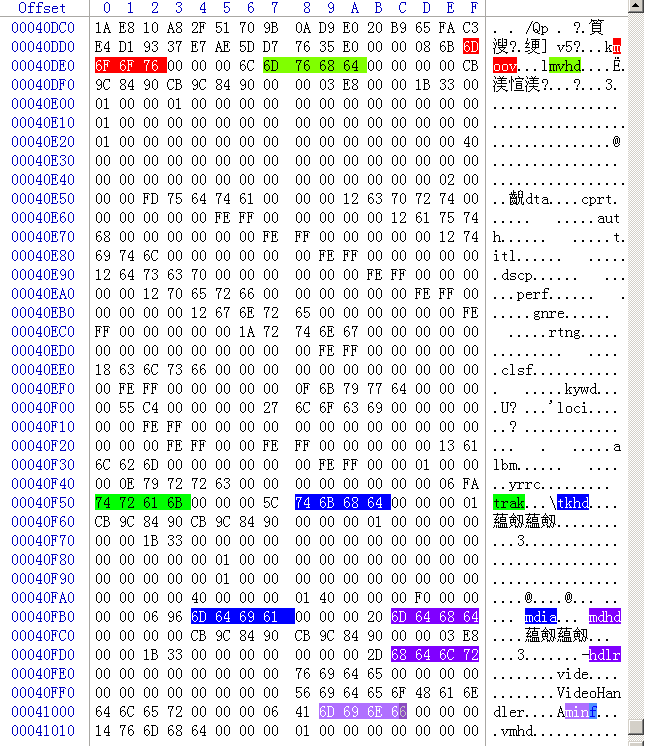 Offset 0 1 2 3 4 5 6 7 8 9 A B C D E F
00040DC0 1A E8 10 A8 2F 51 70 9B 0A D9 E0 20 B9 65 FA C3 . . /Qp . ?.筫
00040DD0 E4 D1 93 37 E7 AE 5D D7 76 35 E0 00 00 08 6B 6D ?.绠] v5?...km
00040DE0 6F 6F 76 00 00 00 6C 6D 76 68 64 00 00 00 00 CB oov...lmvhd....Ë
00040DF0 9C 84 90 CB 9C 84 90 00 00 03 E8 00 00 1B 33 00 ?...?...3.
00040E00 01 00 00 01 00 00 00 00 00 00 00 00 00 00 00 00 ................
00040E10 01 00 00 00 00 00 00 00 00 00 00 00 00 00 00 00 ................
00040E20 01 00 00 00 00 00 00 00 00 00 00 00 00 00 00 40 ...............@
00040E30 00 00 00 00 00 00 00 00 00 00 00 00 00 00 00 00 ................
00040E40 00 00 00 00 00 00 00 00 00 00 00 00 00 00 02 00 ................
00040E50 00 00 FD 75 64 74 61 00 00 00 12 63 70 72 74 00 ..dta....cprt.
00040E60 00 00 00 00 00 FE FF 00 00 00 00 00 12 61 75 74 ..... .....aut
00040E70 68 00 00 00 00 00 00 FE FF 00 00 00 00 00 12 74 h...... .....t
00040E80 69 74 6C 00 00 00 00 00 00 FE FF 00 00 00 00 00 itl...... .....
00040E90 12 64 73 63 70 00 00 00 00 00 00 FE FF 00 00 00 .dscp...... ...
00040EA0 00 00 12 70 65 72 66 00 00 00 00 00 00 FE FF 00 ...perf...... .
00040EB0 00 00 00 00 12 67 6E 72 65 00 00 00 00 00 00 FE .....gnre......
00040EC0 FF 00 00 00 00 00 1A 72 74 6E 67 00 00 00 00 00 ......rtng.....
00040ED0 00 00 00 00 00 00 00 00 00 FE FF 00 00 00 00 00 ......... .....
00040EE0 18 63 6C 73 66 00 00 00 00 00 00 00 00 00 00 00 .clsf...........
00040EF0 00 FE FF 00 00 00 00 00 0F 6B 79 77 64 00 00 00 . ......kywd...
00040F00 00 55 C4 00 00 00 00 27 6C 6F 63 69 00 00 00 00 .U?...'loci....
00040F10 00 00 FE FF 00 00 00 00 00 00 00 00 00 00 00 00 ..?............
00040F20 00 00 00 FE FF 00 00 FE FF 00 00 00 00 00 13 61 ... . .....a
00040F30 6C 62 6D 00 00 00 00 00 00 FE FF 00 00 01 00 00 lbm...... .....
00040F40 00 0E 79 72 72 63 00 00 00 00 00 00 00 00 06 FA ..yrrc.........
00040F50 74 72 61 6B 00 00 00 5C 74 6B 68 64 00 00 00 01 trak...\tkhd....
00040F60 CB 9C 84 90 CB 9C 84 90 00 00 00 01 00 00 00 00 ........
00040F70 00 00 1B 33 00 00 00 00 00 00 00 00 00 00 00 00 ...3............
00040F80 00 00 00 00 00 01 00 00 00 00 00 00 00 00 00 00 ................
00040F90 00 00 00 00 00 01 00 00 00 00 00 00 00 00 00 00 ................
00040FA0 00 00 00 00 40 00 00 00 01 40 00 00 00 F0 00 00 ....@....@...
00040FB0 00 00 06 96 6D 64 69 61 00 00 00 20 6D 64 68 64 ...mdia... mdhd
00040FC0 00 00 00 00 CB 9C 84 90 CB 9C 84 90 00 00 03 E8 ....
00040FD0 00 00 1B 33 00 00 00 00 00 00 00 2D 68 64 6C 72 ...3.......-hdlr
00040FE0 00 00 00 00 00 00 00 00 76 69 64 65 00 00 00 00 ........vide....
00040FF0 00 00 00 00 00 00 00 00 56 69 64 65 6F 48 61 6E ........VideoHan
00041000 64 6C 65 72 00 00 00 06 41 6D 69 6E 66 00 00 00 dler....Aminf...
00041010 14 76 6D 68 64 00 00 00 01 00 00 00 00 00 00 00 .vmhd...........